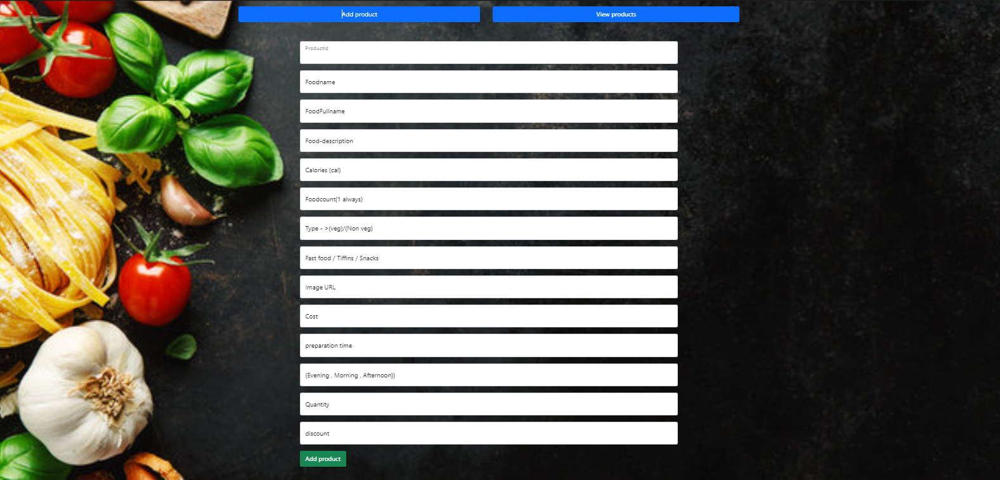 Add product
View products
ProductId
Foodname
FoodFullname
Food-description
Calories (cal)
Foodcount(1 always)
Type - >(veg)/(Non veg)
Fast food / Tiffins / Snacks
Image URL
Cost
preparation time
(Evening , Morning , Afternoon))
Quantity
discount
Add product